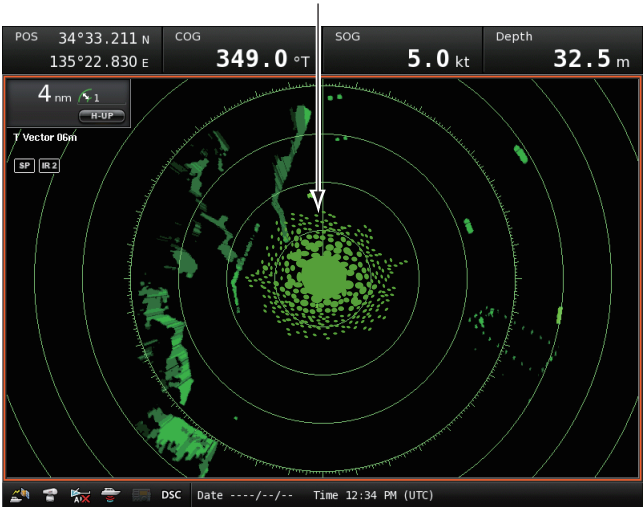 POS 34°33.211 N
135°22.830 E
COG
349.0 °T
SOG
5.0 kt
Depth
32.5 m
4 nm 1
H-UP
T Vector 06m
SP IR 2
DSC Date ----/--/-- Time 12:34 PM (UTC)